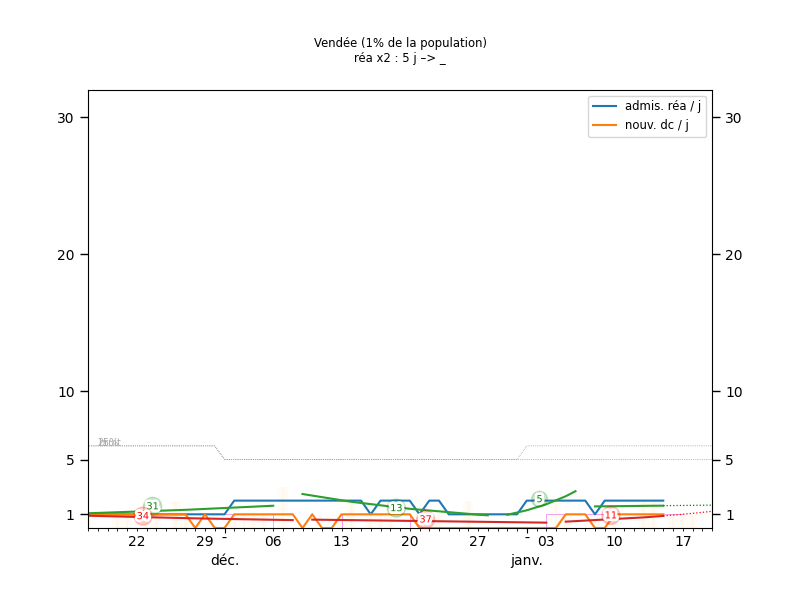 Vendée (1% de la population)
réa x2 : 5 j –> _
admis. réa / j
nouv. dc / j
30 30
20 20
10 10
5 5
1 1
31
34
13
37
5
11
22 29 - 06 13 20 27 - 03 10 17
déc. janv.